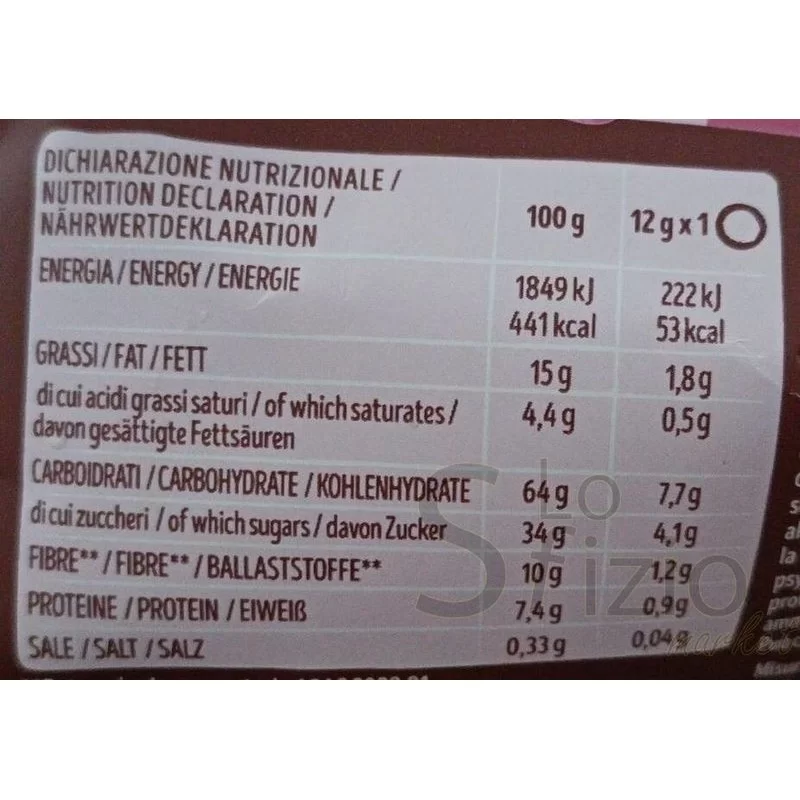 DICHIARAZIONE NUTRIZIONALE /
NUTRITION DECLARATION /
NÄHRWERTDEKLARATION
100 g 12 g x 1
ENERGIA / ENERGY / ENERGIE 1849 kJ 222 kJ
441 kcal 53 kcal
GRASSI / FAT / FETT 15 g 1,8 g
di cui acidi grassi saturi / of which saturates / 4,4 g 0,5 g
davon gesättigte Fettsäuren
CARBOIDRATI / CARBOHYDRATE / KOHLENHYDRATE 64 g 7,7 g
di cui zuccheri / of which sugars / davon Zucker 34 g 4,1 g
FIBRE** / FIBRE** / BALLASTSTOFFE** 10 g 1,2 g
PROTEINE / PROTEIN / EIWEIß 7,4 g 0,9 g
SALE / SALT / SALZ 0,33 g 0,04 g
Lo
Sfizio
market
la